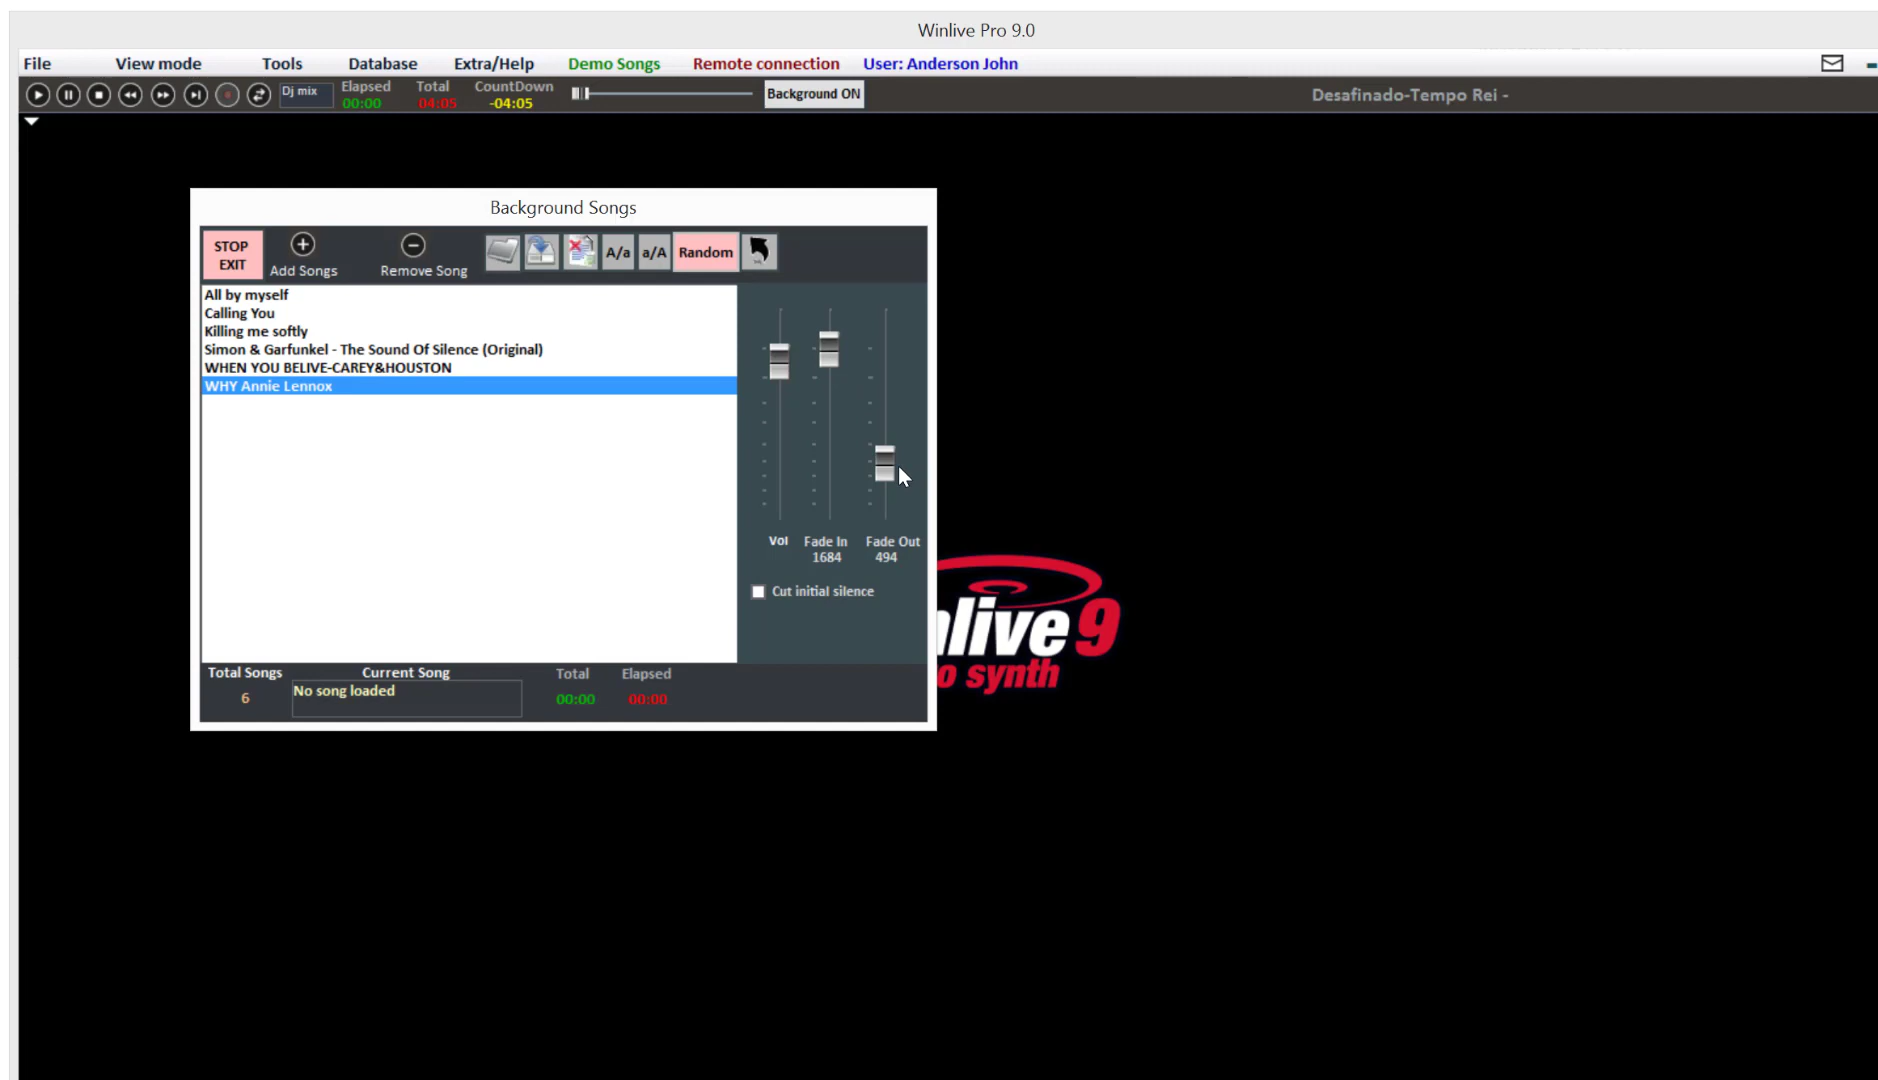 Winlive Pro 9.0
File View mode Tools Database Extra/Help Demo Songs Remote connection User: Anderson John
Dj mix Elapsed Total CountDown Background ON Desafinado-Tempo Rei -
00:00 04:05 -04:05
Background Songs
STOP EXIT Add Songs Remove Song A/a a/A Random
All by myself
Calling You
Killing me softly
Simon & Garfunkel - The Sound Of Silence (Original)
WHEN YOU BELIVE-CAREY&HOUSTON
WHY Annie Lennox
Vol Fade In Fade Out
1684 494
Cut initial silence
live 9
o synth
Total Songs Current Song Total Elapsed
6 No song loaded 00:00 00:00